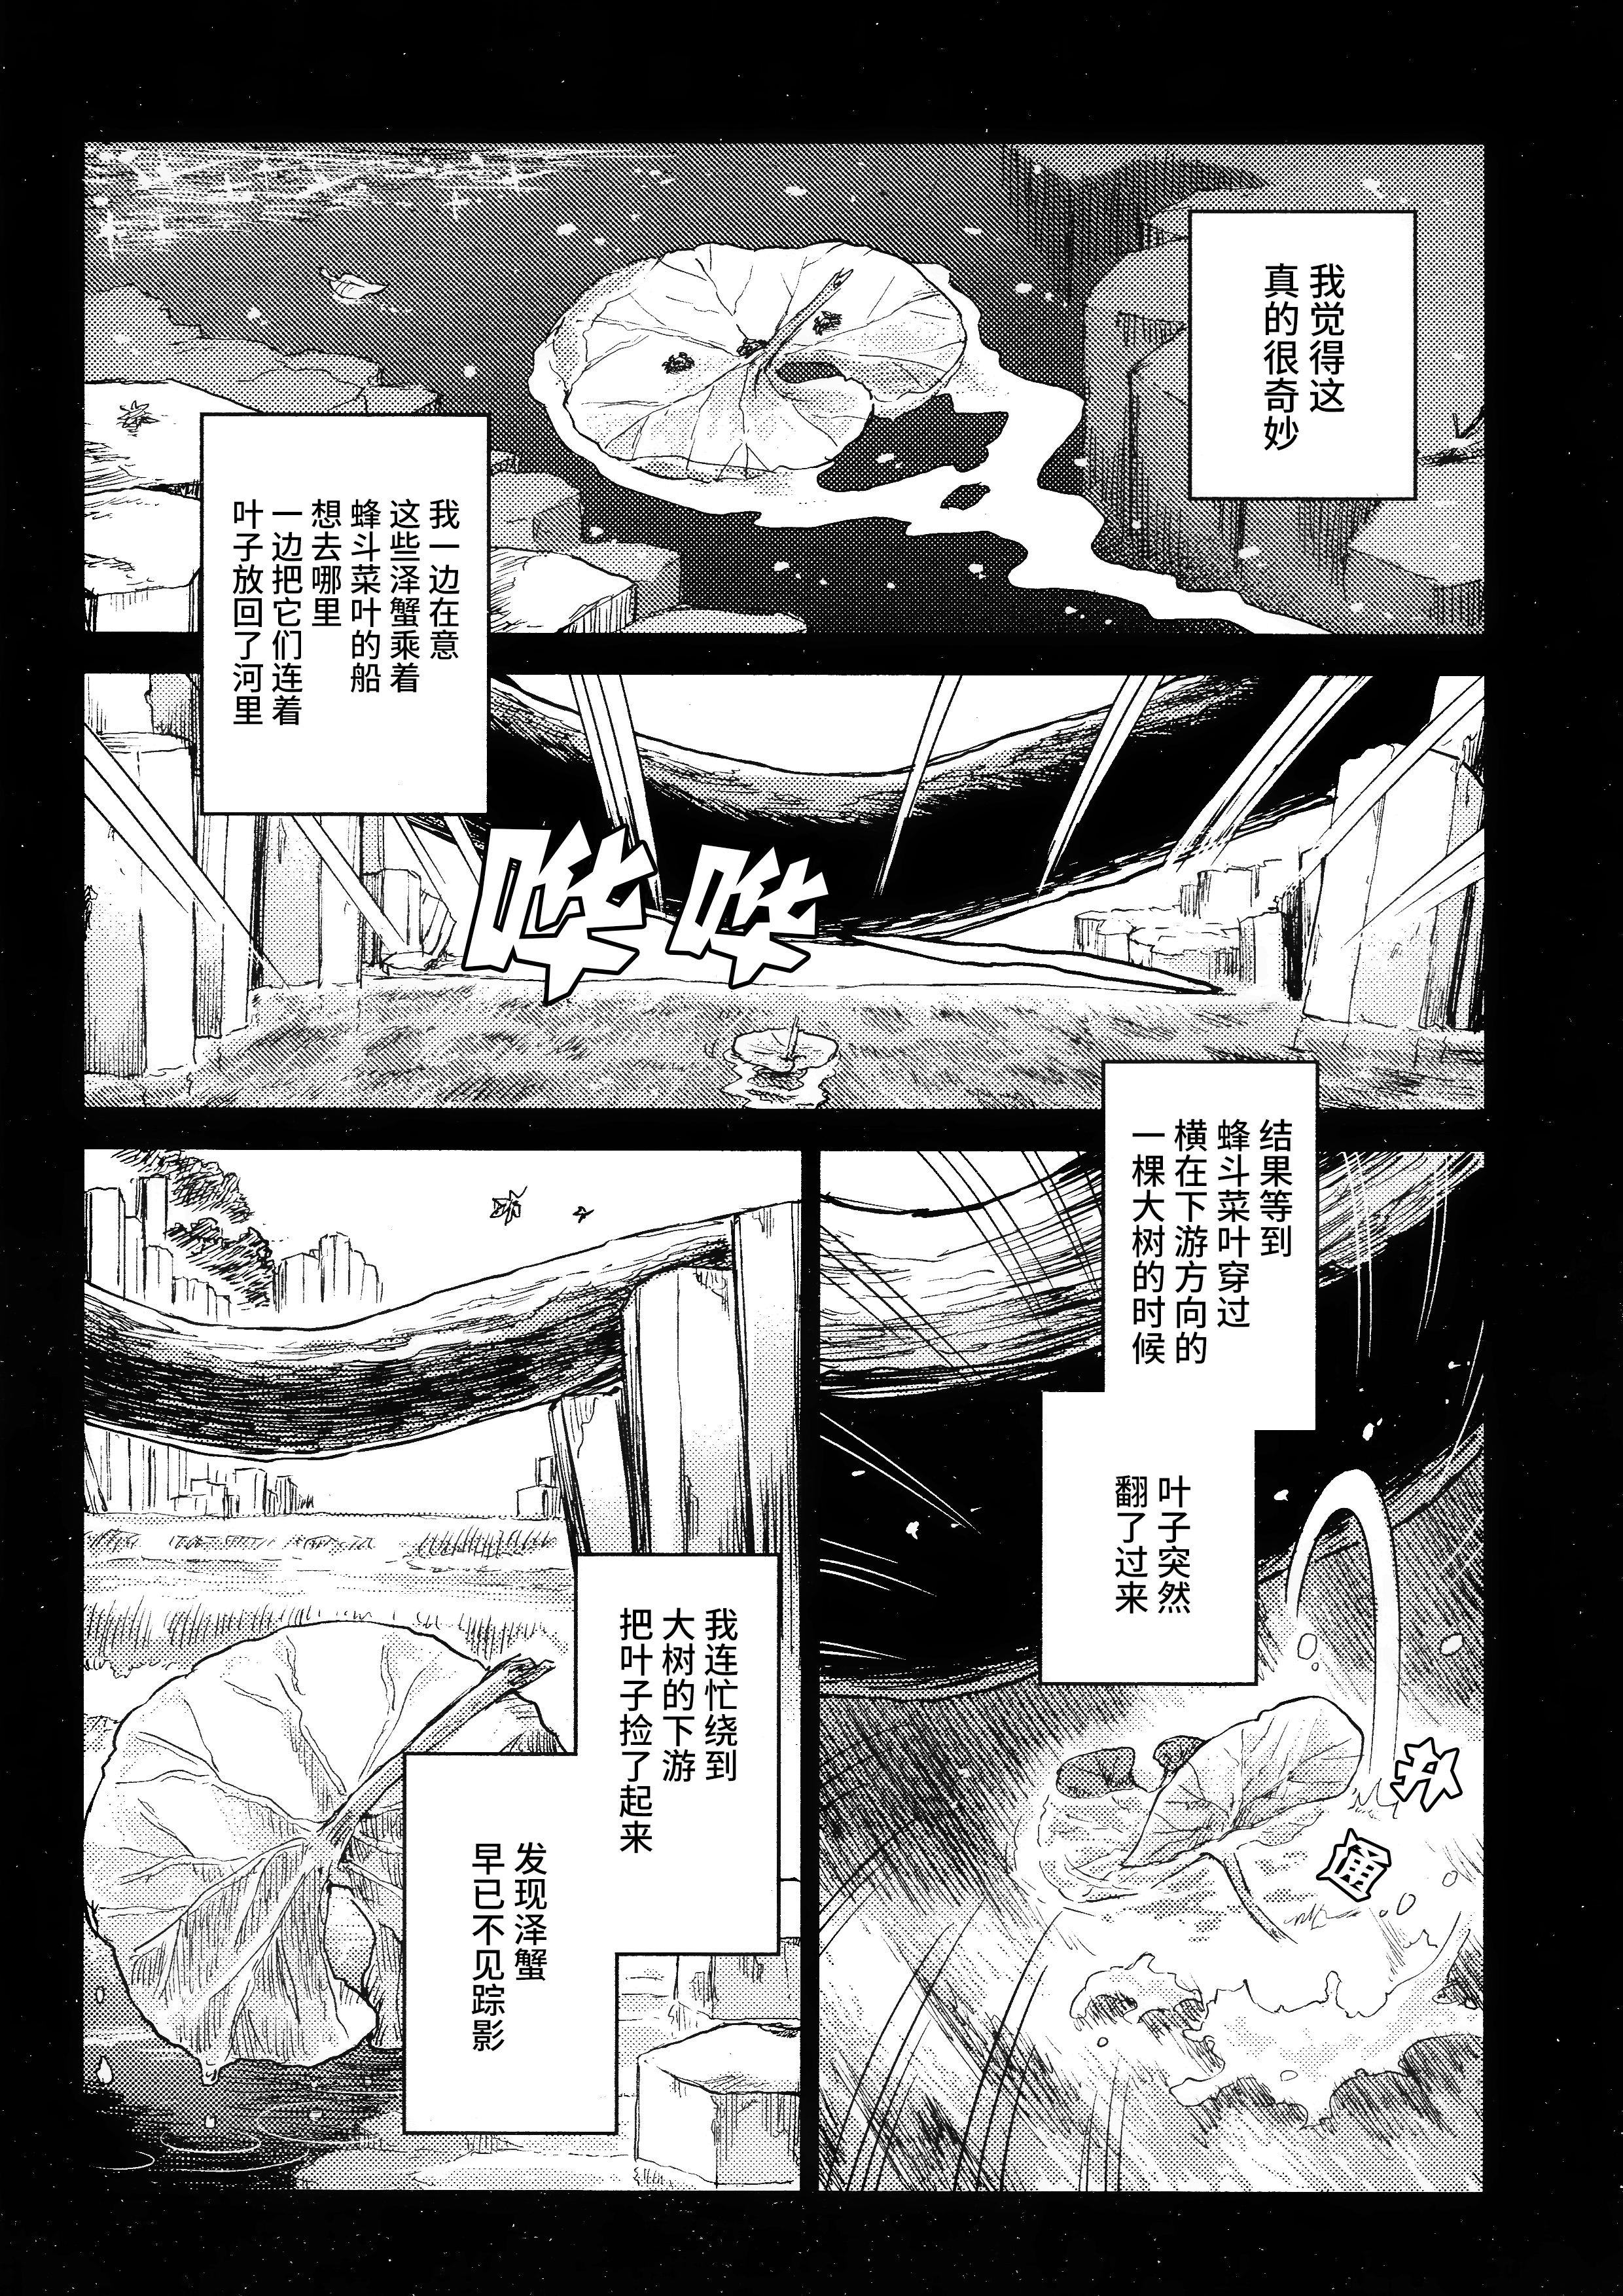 我觉得这
真的很奇妙
我一边在意
这些泽蟹乘着
蜂斗菜叶的船
想去哪里
一边把它们连着
叶子放回了河里
哗哗
结果等到
蜂斗菜叶穿过
横在下游方向的
一棵大树的时候
叶子突然
翻了过来
扑
通
我连忙绕到
大树的下游
把叶子捡了起来
发现泽蟹
早已不见踪影